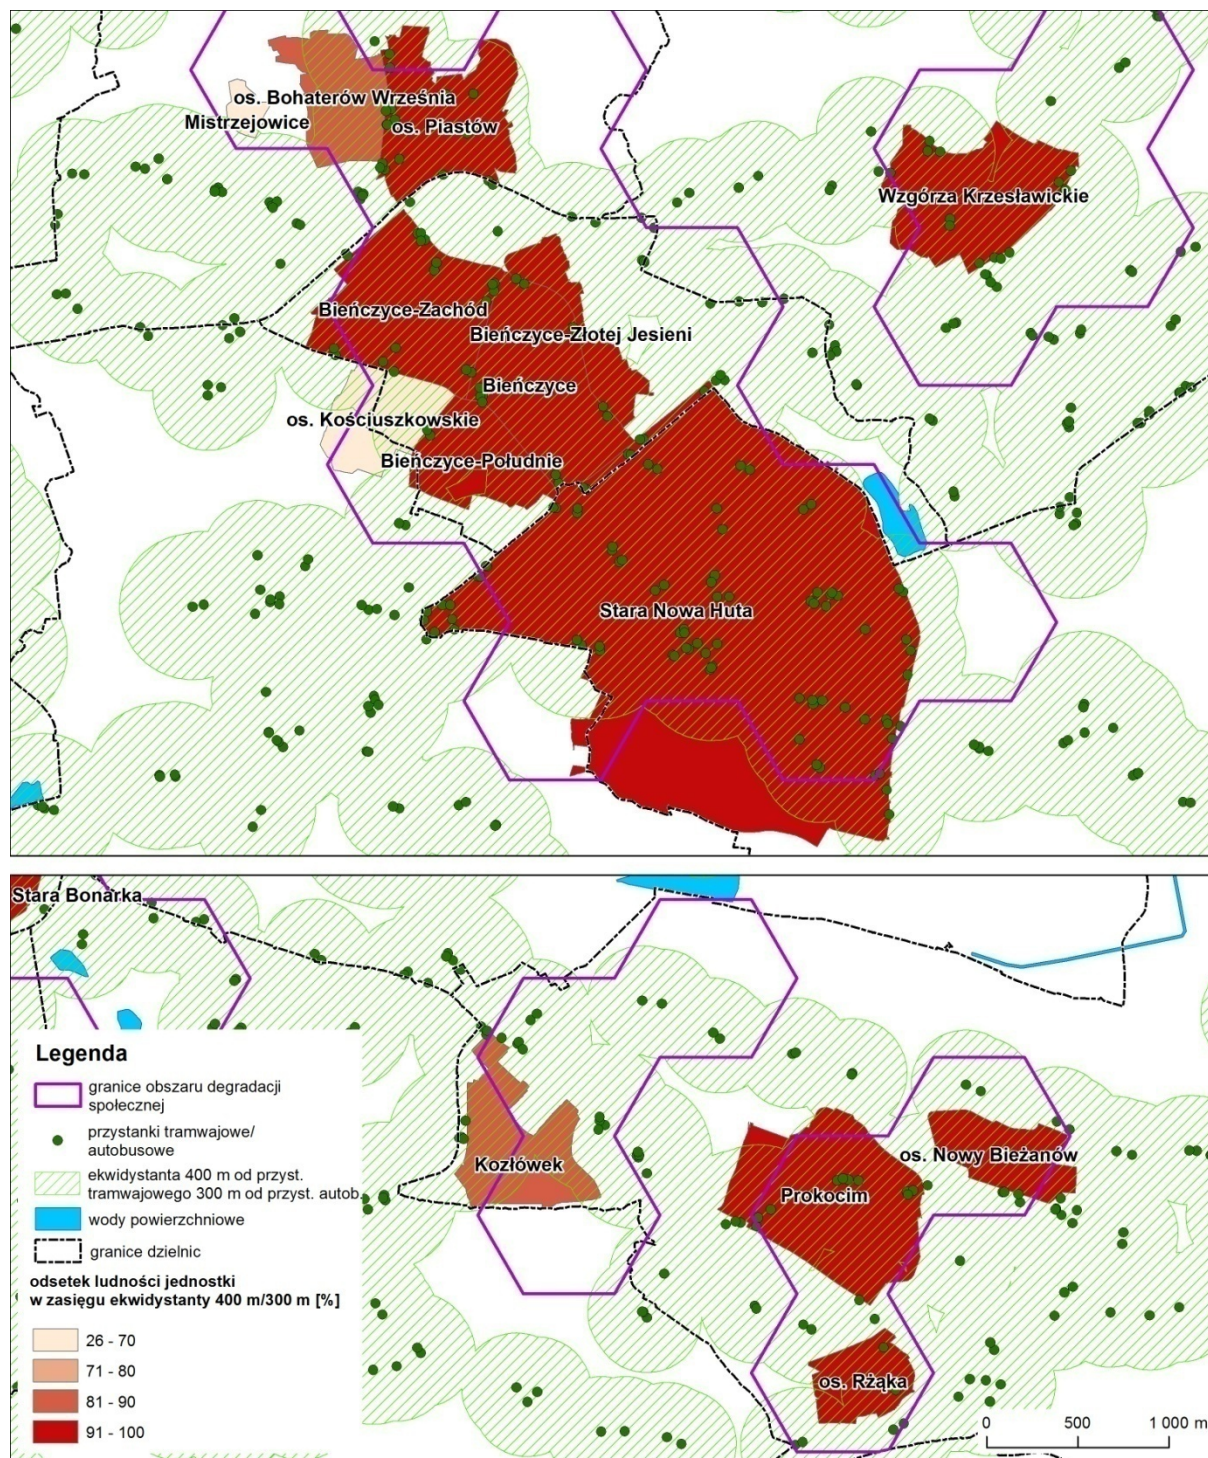 os. Bohaterów Września
Mistrzejowice
os. Piastów
Wzgórza Krzesławickie
Bieńczyce-Zachód
Bieńczyce-Złotej Jesieni
Bieńczyce
os. Kościuszkowskie
Bieńczyce-Południe
Stara Nowa Huta
Stara Bonarka
Kozłówek
os. Nowy Bieżanów
Prokocim
os. Rżąka
Legenda
granice obszaru degradacji
społecznej
przystanki tramwajowe/
autobusowe
ekwidystanta 400 m od przyst.
tramwajowego 300 m od przyst. autob.
wody powierzchniowe
granice dzielnic
odsetek ludności jednostki
w zasięgu ekwidystanty 400 m/300 m [%]
26 - 70
71 - 80
81 - 90
91 - 100
0 500 1 000 m